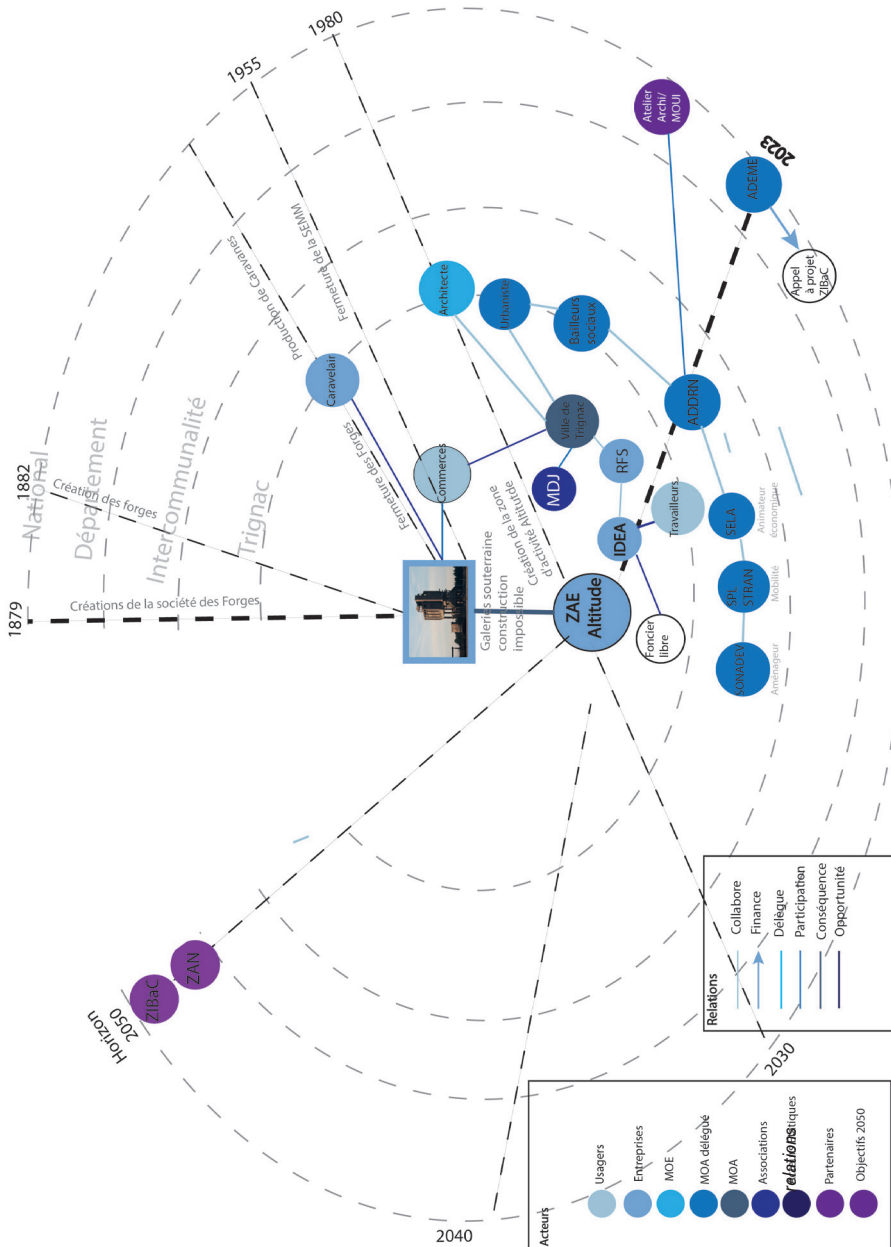 1879
Créations de la société des Forges
1882
Création des forges
National
Département
Intercommunalité
Trignac
Production de Caravanes
Caravelair
Fermeture des Forges
1955
Fermeture de la SEMM
Commerces
1980
Création de la zone
d'activité Altitude
Galeries souterraine
construction
impossible
ZAE
Altitude
Architecte
Urbaniste
Bailleurs
sociaux
Ville de
Trignac
MDJ
RFS
IDEA
Travailleurs..
Foncier
libre
Atelier
Archi/
MOUI
2023
ADEME
Appel
à projet
ZIBaC
ADDRN
SELA
Animateur
économique
SPL
STRAN
Mobilité
SONADEV
Aménageur
Horizon
2050
ZIBaC
ZAN
2040
2030
Relations
Collabore
Finance
Délègue
Participation
Conséquence
Opportunité
Acteurs
Usagers
Entreprises
MOE
MOA délégué
MOA
Associations
relations
Partenaires
Objectifs 2050